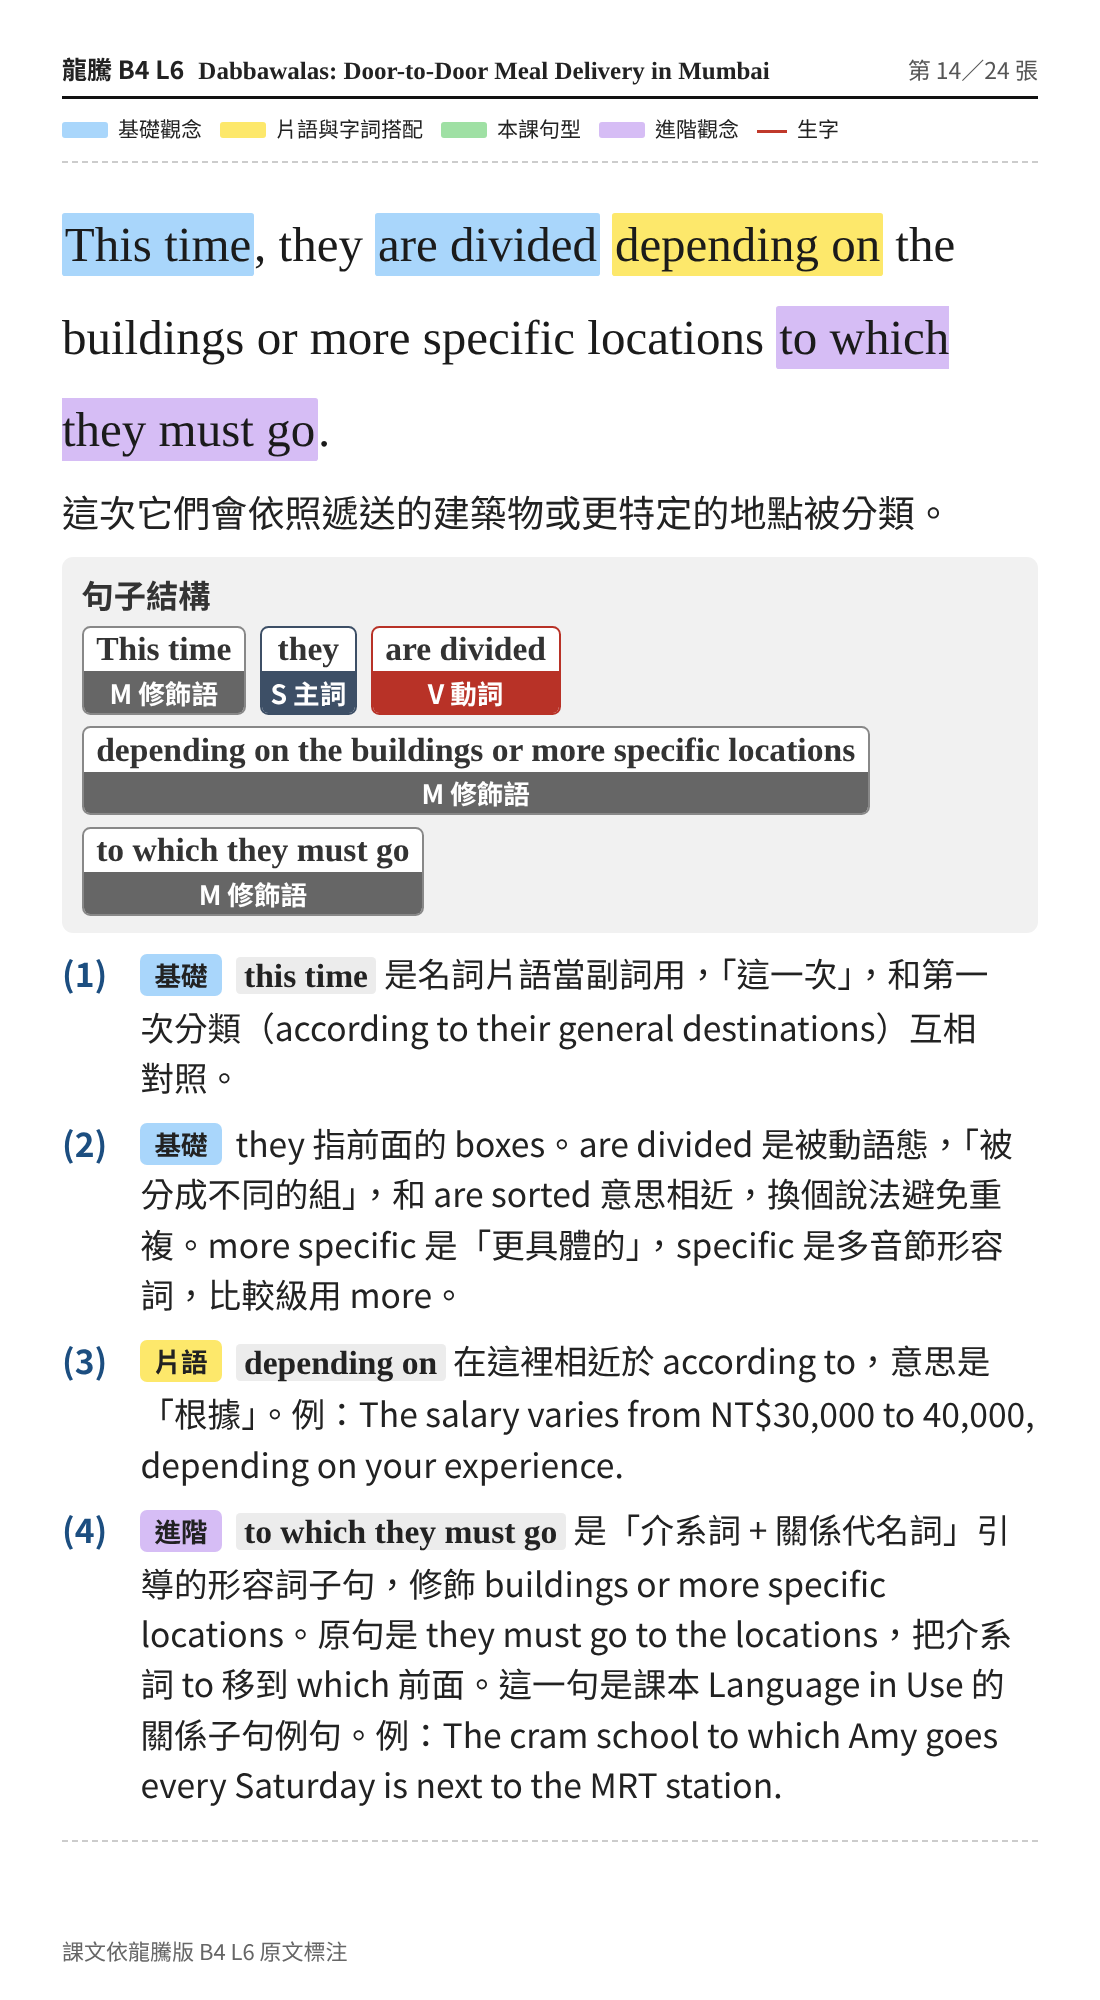 龍騰 B4 L6 Dabbawalas: Door-to-Door Meal Delivery in Mumbai 第 14／24 張
基礎觀念 片語與字詞搭配 本課句型 進階觀念 生字
This time, they are divided depending on the
buildings or more specific locations to which
they must go.
這次它們會依照遞送的建築物或更特定的地點被分類。
句子結構
This time they are divided
M 修飾語 S 主詞 V 動詞
depending on the buildings or more specific locations
M 修飾語
to which they must go
M 修飾語
(1) 基礎 this time 是名詞片語當副詞用，「這一次」，和第一
次分類（according to their general destinations）互相
對照。
(2) 基礎 they 指前面的 boxes。are divided 是被動語態，「被
分成不同的組」，和 are sorted 意思相近，換個說法避免重
複。more specific 是「更具體的」，specific 是多音節形容
詞，比較級用 more。
(3) 片語 depending on 在這裡相近於 according to，意思是
「根據」。例：The salary varies from NT$30,000 to 40,000,
depending on your experience.
(4) 進階 to which they must go 是「介系詞 + 關係代名詞」引
導的形容詞子句，修飾 buildings or more specific
locations。原句是 they must go to the locations，把介系
詞 to 移到 which 前面。這一句是課本 Language in Use 的
關係子句例句。例：The cram school to which Amy goes
every Saturday is next to the MRT station.
課文依龍騰版 B4 L6 原文標注